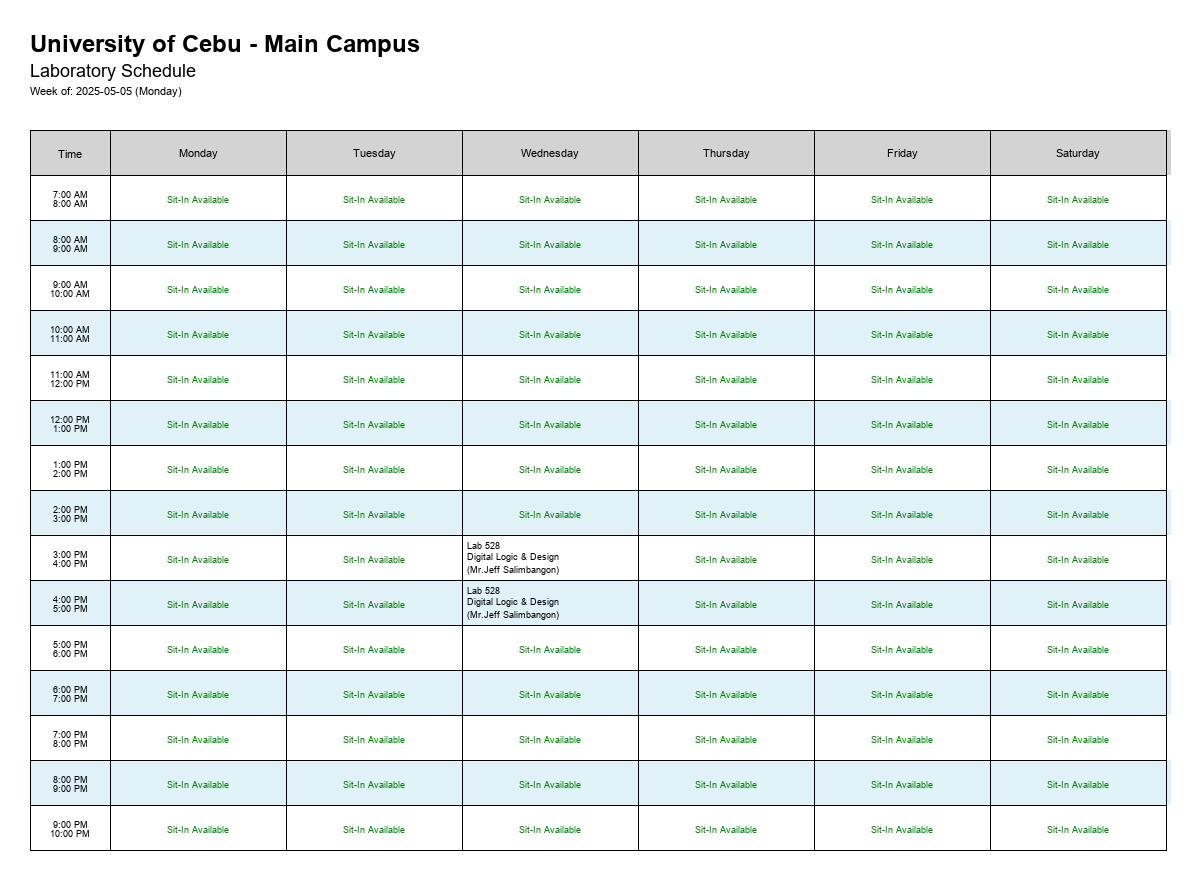 University of Cebu - Main Campus
Laboratory Schedule
Week of: 2025-05-05 (Monday)
Time Monday Tuesday Wednesday Thursday Friday Saturday
7:00 AM
8:00 AM
Sit-In Available Sit-In Available Sit-In Available Sit-In Available Sit-In Available Sit-In Available
8:00 AM
9:00 AM
Sit-In Available Sit-In Available Sit-In Available Sit-In Available Sit-In Available Sit-In Available
9:00 AM
10:00 AM
Sit-In Available Sit-In Available Sit-In Available Sit-In Available Sit-In Available Sit-In Available
10:00 AM
11:00 AM
Sit-In Available Sit-In Available Sit-In Available Sit-In Available Sit-In Available Sit-In Available
11:00 AM
12:00 PM
Sit-In Available Sit-In Available Sit-In Available Sit-In Available Sit-In Available Sit-In Available
12:00 PM
1:00 PM
Sit-In Available Sit-In Available Sit-In Available Sit-In Available Sit-In Available Sit-In Available
1:00 PM
2:00 PM
Sit-In Available Sit-In Available Sit-In Available Sit-In Available Sit-In Available Sit-In Available
2:00 PM
3:00 PM
Sit-In Available Sit-In Available Sit-In Available Sit-In Available Sit-In Available Sit-In Available
3:00 PM
4:00 PM
Sit-In Available Sit-In Available
Lab 528
Digital Logic & Design
(Mr.Jeff Salimbangon)
Sit-In Available Sit-In Available Sit-In Available
4:00 PM
5:00 PM
Sit-In Available Sit-In Available
Lab 528
Digital Logic & Design
(Mr.Jeff Salimbangon)
Sit-In Available Sit-In Available Sit-In Available
5:00 PM
6:00 PM
Sit-In Available Sit-In Available Sit-In Available Sit-In Available Sit-In Available Sit-In Available
6:00 PM
7:00 PM
Sit-In Available Sit-In Available Sit-In Available Sit-In Available Sit-In Available Sit-In Available
7:00 PM
8:00 PM
Sit-In Available Sit-In Available Sit-In Available Sit-In Available Sit-In Available Sit-In Available
8:00 PM
9:00 PM
Sit-In Available Sit-In Available Sit-In Available Sit-In Available Sit-In Available Sit-In Available
9:00 PM
10:00 PM
Sit-In Available Sit-In Available Sit-In Available Sit-In Available Sit-In Available Sit-In Available